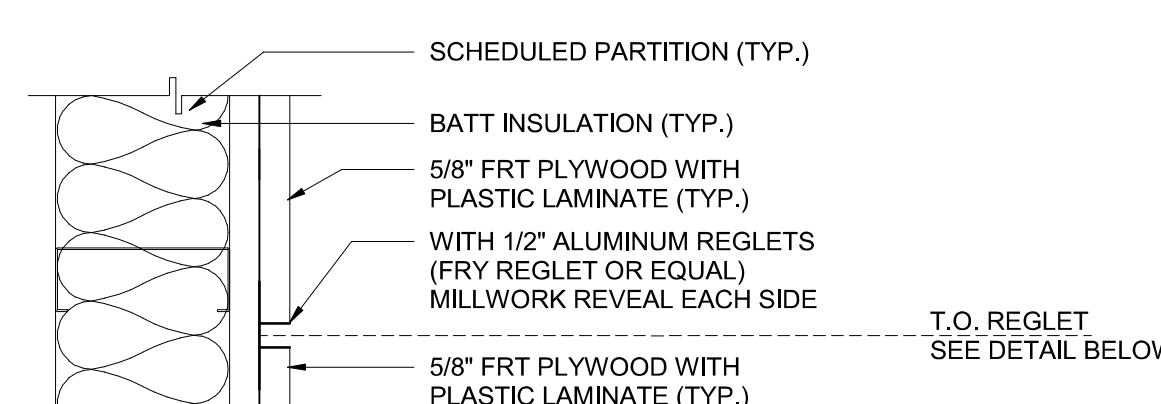 SCHEDULED PARTITION (TYP.)
BATT INSULATION (TYP.)
5/8" FRT PLYWOOD WITH
PLASTIC LAMINATE (TYP.)
WITH 1/2" ALUMINUM REGLETS
(FRY REGLET OR EQUAL)
MILLWORK REVEAL EACH SIDE
T.O. REGLET
SEE DETAIL BELOW
5/8" FRT PLYWOOD WITH
PLASTIC LAMINATE (TYP.)